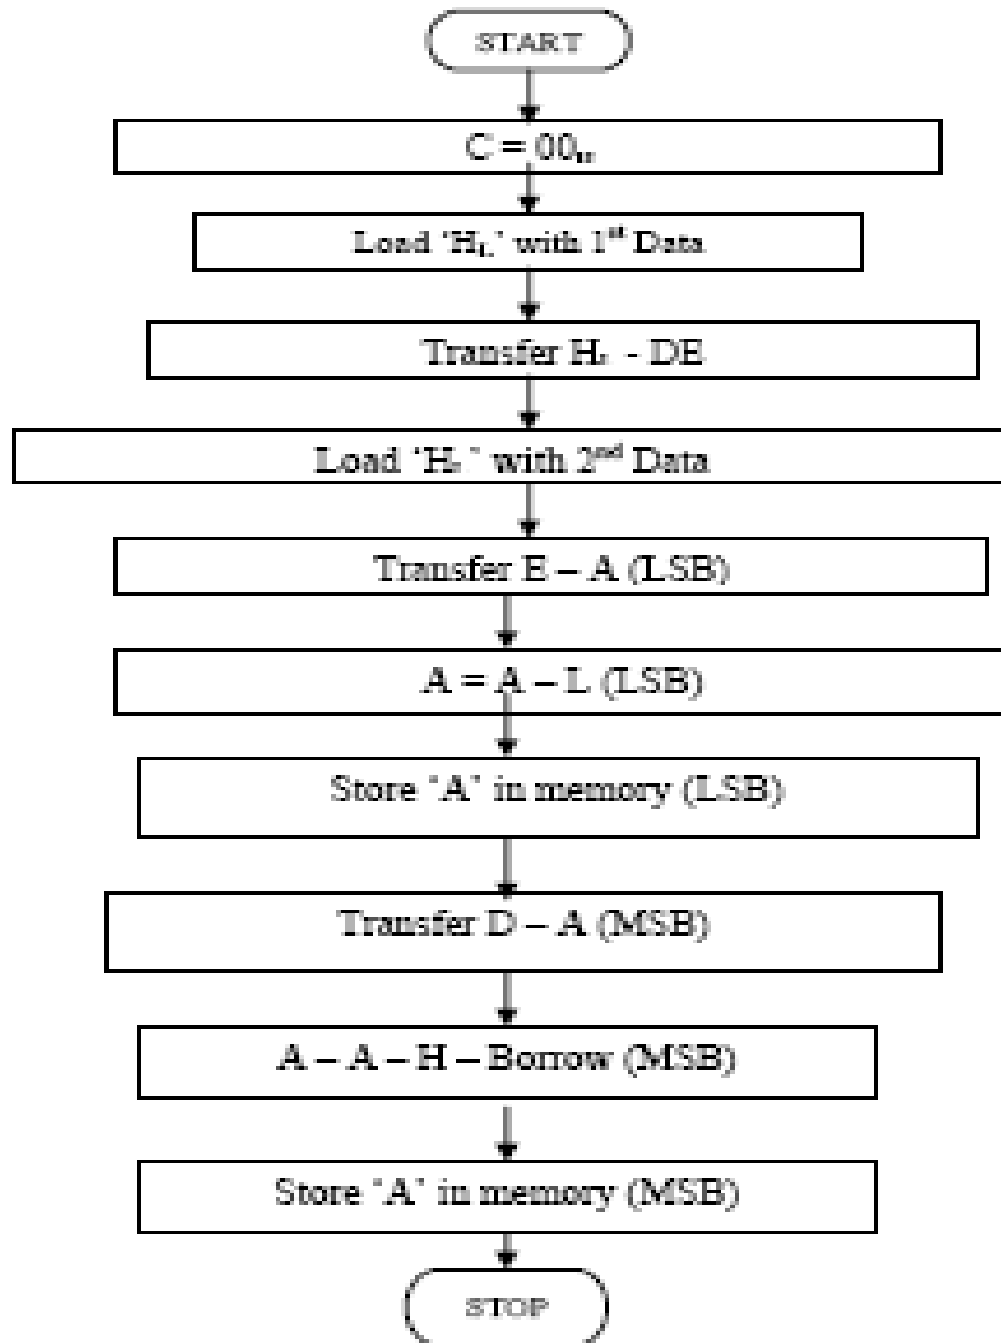 START
C = 00H
Load 'HL' with 1st Data
Transfer HL - DE
Load 'HL' with 2nd Data
Transfer E – A (LSB)
A = A – L (LSB)
Store 'A' in memory (LSB)
Transfer D – A (MSB)
A – A – H – Borrow (MSB)
Store 'A' in memory (MSB)
STOP